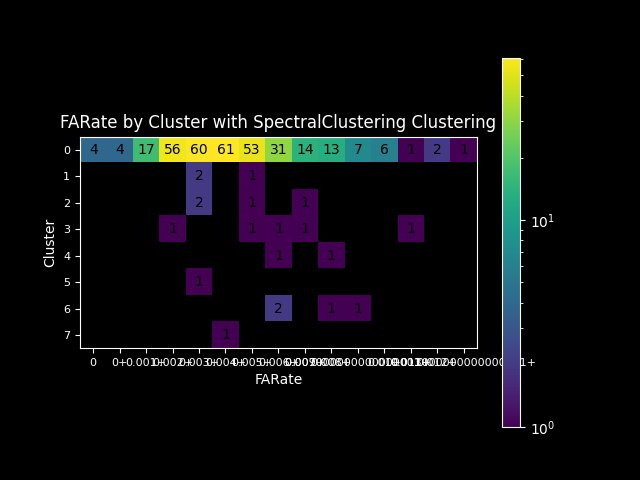 FARate by Cluster with SpectralClustering Clustering
0 4 4 17 56 60 61 53 31 14 13 7 6 1 2 1
1 2 1
2 2 1 1
3 1 1 1 1 1
4 1 1
5 1
6 2 1 1
7 1
Cluster
0 0+
FARate
10¹
10⁰